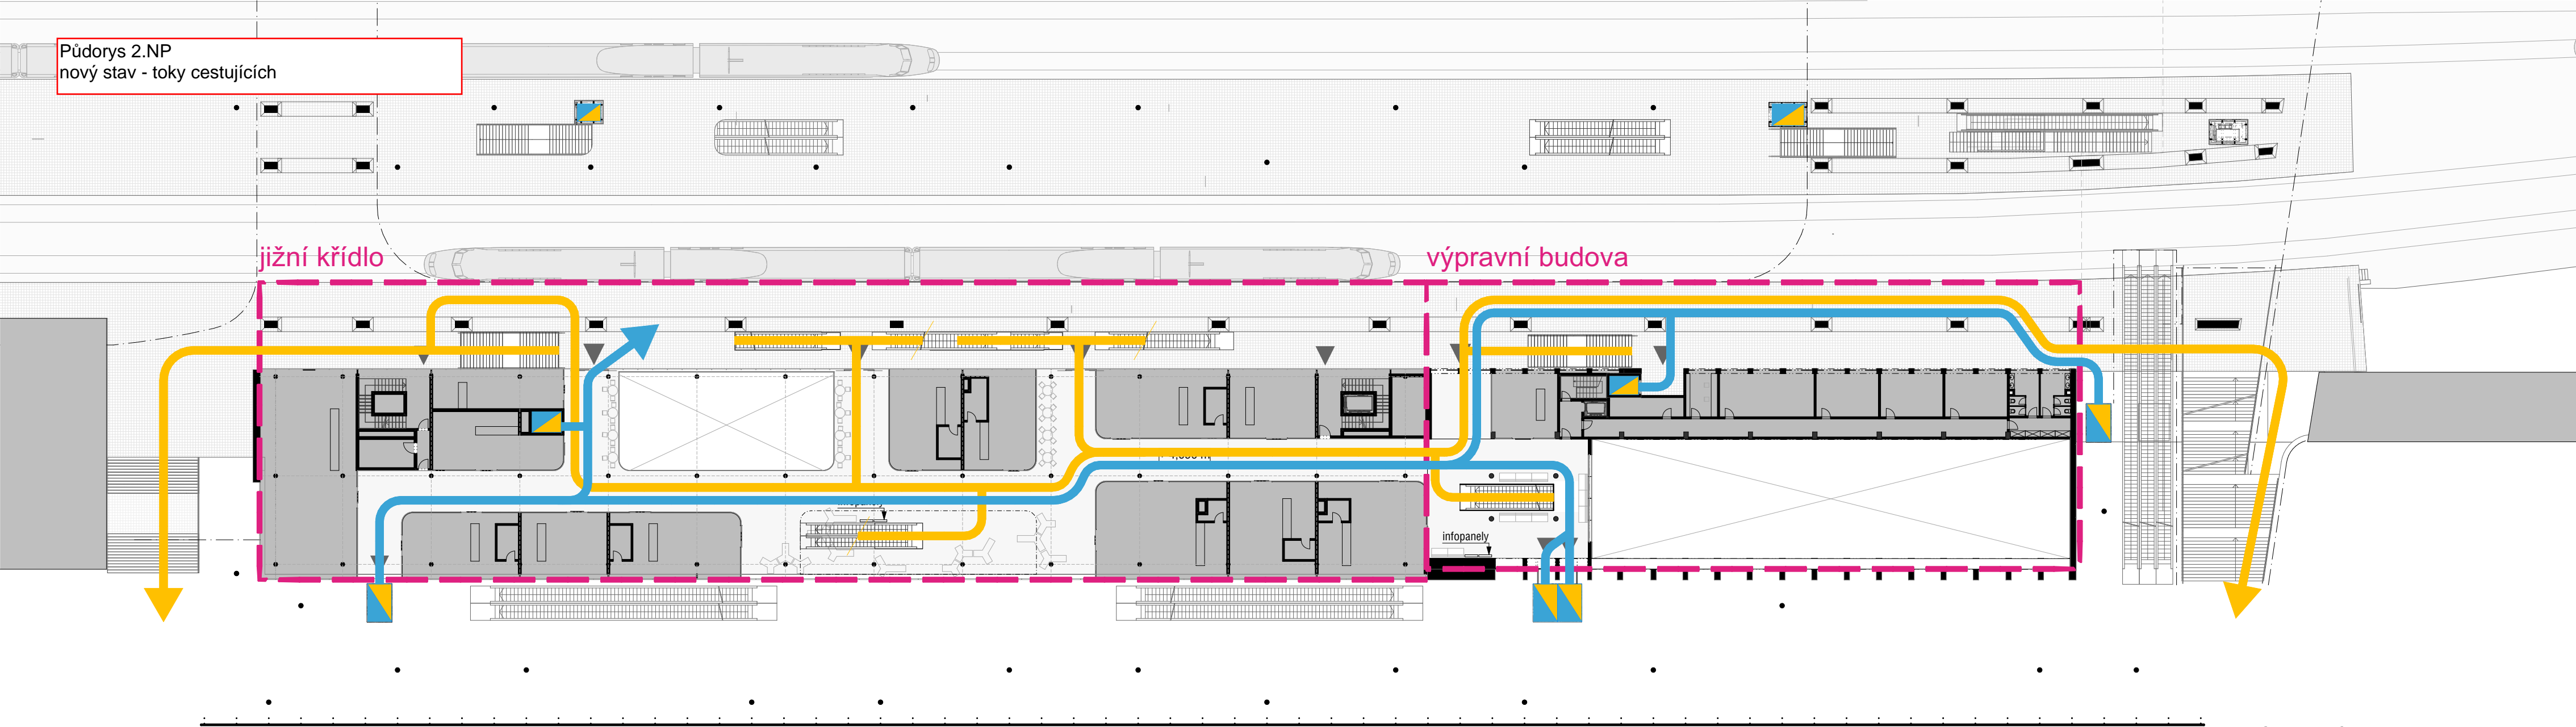 Půdorys 2.NP
nový stav - toky cestujících
jižní křídlo
výpravní budova
infopanely